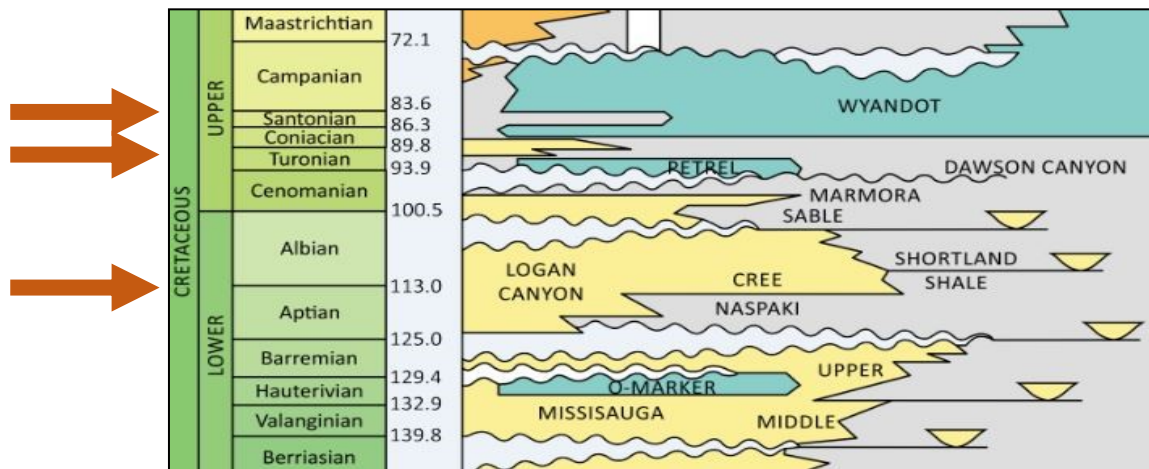 CRETACEOUS
UPPER
LOWER
Maastrichtian
72.1
Campanian
83.6
Santonian
86.3
Coniacian
89.8
Turonian
93.9
Cenomanian
100.5
Albian
113.0
Aptian
125.0
Barremian
129.4
Hauterivian
132.9
Valanginian
139.8
Berriasian
WYANDOT
PETREL
DAWSON CANYON
MARMORA
SABLE
SHORTLAND
SHALE
LOGAN
CANYON
CREE
NASPAKI
UPPER
O-MARKER
MISSISAUGA
MIDDLE